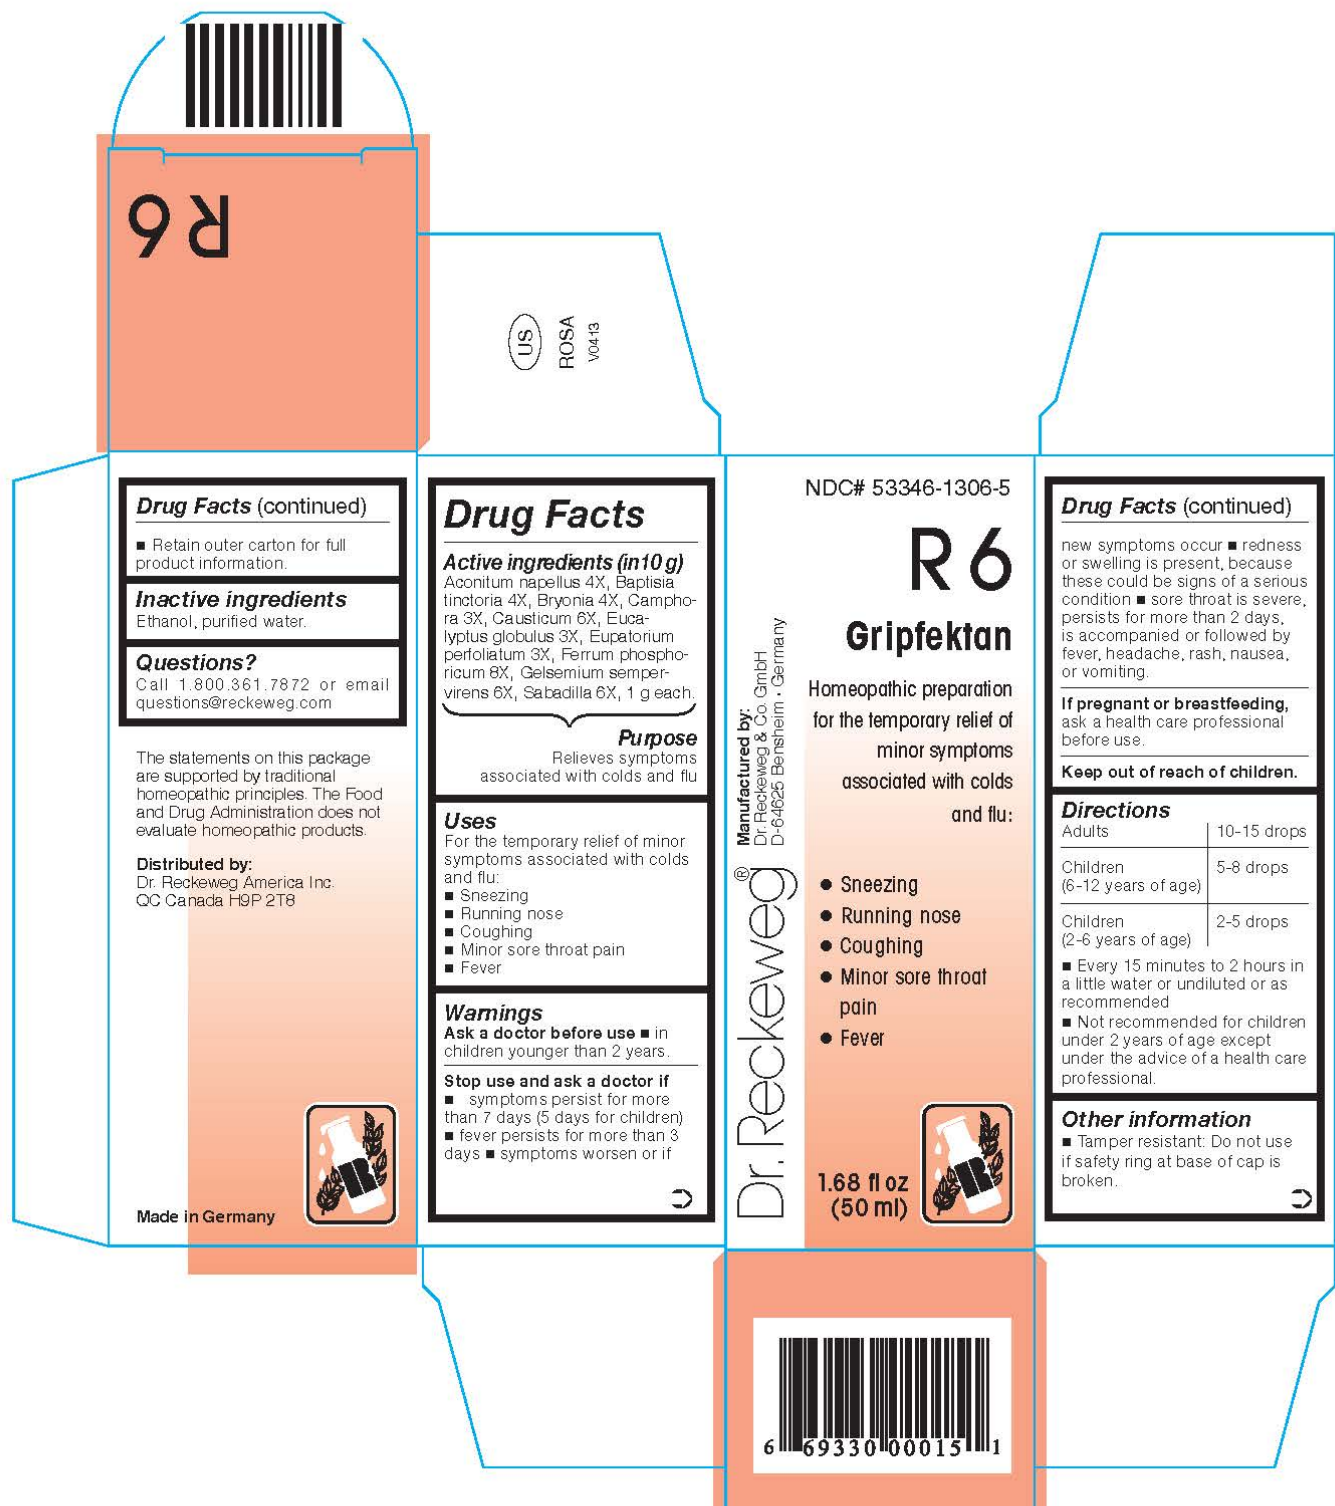 R6
US
ROSA
V0413
Drug Facts (continued)
■ Retain outer carton for full
product information.
Inactive ingredients
Ethanol, purified water.
Questions?
Call 1.800.361.7872 or email
questions@reckeweg.com
The statements on this package
are supported by traditional
homeopathic principles. The Food
and Drug Administration does not
evaluate homeopathic products.
Distributed by:
Dr. Reckeweg America Inc.
QC Canada H9P 2T8
Made in Germany
Drug Facts
Active ingredients (in10 g)
Aconitum napellus 4X, Baptisia
tinctoria 4X, Bryonia 4X, Campho-
ra 3X, Causticum 6X, Euca-
lyptus globulus 3X, Eupatorium
perfoliatum 3X, Ferrum phospho-
ricum 8X, Gelsemium semper-
virens 6X, Sabadilla 6X, 1 g each.
Purpose
Relieves symptoms
associated with colds and flu
Uses
For the temporary relief of minor
symptoms associated with colds
and flu:
■ Sneezing
■ Running nose
■ Coughing
■ Minor sore throat pain
■ Fever
Warnings
Ask a doctor before use ■ in
children younger than 2 years.
Stop use and ask a doctor if
■ symptoms persist for more
than 7 days (5 days for children)
■ fever persists for more than 3
days ■ symptoms worsen or if
Dr. Reckeweg®
Manufactured by:
Dr. Reckeweg & Co. GmbH
D-64625 Bensheim · Germany
NDC# 53346-1306-5
R6
Gripfektan
Homeopathic preparation
for the temporary relief of
minor symptoms
associated with colds
and flu:
● Sneezing
● Running nose
● Coughing
● Minor sore throat
pain
● Fever
1.68 fl oz
(50 ml)
Drug Facts (continued)
new symptoms occur ■ redness
or swelling is present, because
these could be signs of a serious
condition ■ sore throat is severe,
persists for more than 2 days,
is accompanied or followed by
fever, headache, rash, nausea,
or vomiting.
If pregnant or breastfeeding,
ask a health care professional
before use.
Keep out of reach of children.
Directions
Adults 10-15 drops
Children 5-8 drops
(6-12 years of age)
Children 2-5 drops
(2-6 years of age)
■ Every 15 minutes to 2 hours in
a little water or undiluted or as
recommended
■ Not recommended for children
under 2 years of age except
under the advice of a health care
professional.
Other information
■ Tamper resistant: Do not use
if safety ring at base of cap is
broken.
6 69330 00015 1